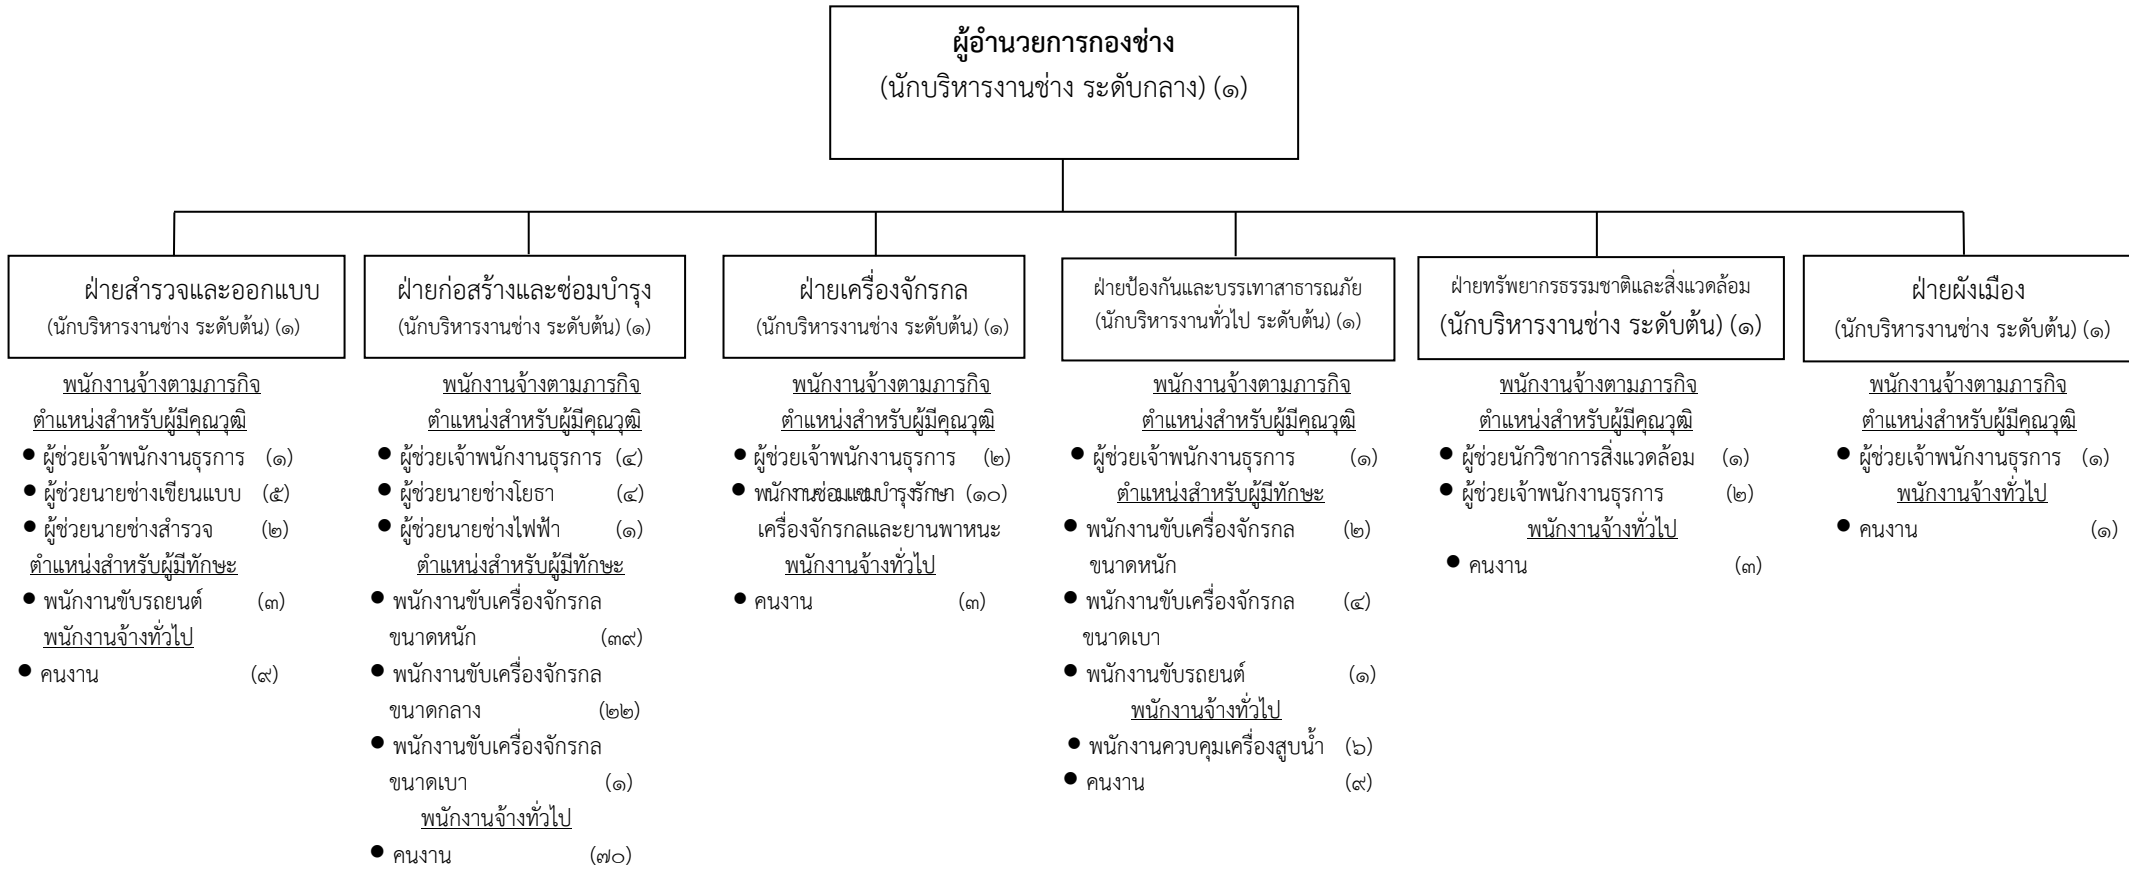 ผู้อำนวยการกองช่าง
(นักบริหารงานช่าง ระดับกลาง) (๑)
ฝ่ายสำรวจและออกแบบ
(นักบริหารงานช่าง ระดับต้น) (๑)
พนักงานจ้างตามภารกิจ
ตำแหน่งสำหรับผู้มีคุณวุฒิ
● ผู้ช่วยเจ้าพนักงานธุรการ (๑)
● ผู้ช่วยนายช่างเขียนแบบ (๕)
● ผู้ช่วยนายช่างสำรวจ (๒)
ตำแหน่งสำหรับผู้มีทักษะ
● พนักงานขับรถยนต์ (๓)
พนักงานจ้างทั่วไป
● คนงาน (๙)
ฝ่ายก่อสร้างและซ่อมบำรุง
(นักบริหารงานช่าง ระดับต้น) (๑)
พนักงานจ้างตามภารกิจ
ตำแหน่งสำหรับผู้มีคุณวุฒิ
● ผู้ช่วยเจ้าพนักงานธุรการ (๔)
● ผู้ช่วยนายช่างโยธา (๔)
● ผู้ช่วยนายช่างไฟฟ้า (๑)
ตำแหน่งสำหรับผู้มีทักษะ
● พนักงานขับเครื่องจักรกล
ขนาดหนัก (๓๙)
● พนักงานขับเครื่องจักรกล
ขนาดกลาง (๒๒)
● พนักงานขับเครื่องจักรกล
ขนาดเบา (๑)
พนักงานจ้างทั่วไป
● คนงาน (๗๐)
ฝ่ายเครื่องจักรกล
(นักบริหารงานช่าง ระดับต้น) (๑)
พนักงานจ้างตามภารกิจ
ตำแหน่งสำหรับผู้มีคุณวุฒิ
● ผู้ช่วยเจ้าพนักงานธุรการ (๒)
● พนักงานซ่อมแซมบำรุงรักษา (๑๐)
เครื่องจักรกลและยานพาหนะ
พนักงานจ้างทั่วไป
● คนงาน (๓)
ฝ่ายป้องกันและบรรเทาสาธารณภัย
(นักบริหารงานทั่วไป ระดับต้น) (๑)
พนักงานจ้างตามภารกิจ
ตำแหน่งสำหรับผู้มีคุณวุฒิ
● ผู้ช่วยเจ้าพนักงานธุรการ (๑)
ตำแหน่งสำหรับผู้มีทักษะ
● พนักงานขับเครื่องจักรกล (๒)
ขนาดหนัก
● พนักงานขับเครื่องจักรกล (๔)
ขนาดเบา
● พนักงานขับรถยนต์ (๑)
พนักงานจ้างทั่วไป
● พนักงานควบคุมเครื่องสูบน้ำ (๖)
● คนงาน (๙)
ฝ่ายทรัพยากรธรรมชาติและสิ่งแวดล้อม
(นักบริหารงานช่าง ระดับต้น) (๑)
พนักงานจ้างตามภารกิจ
ตำแหน่งสำหรับผู้มีคุณวุฒิ
● ผู้ช่วยนักวิชาการสิ่งแวดล้อม (๑)
● ผู้ช่วยเจ้าพนักงานธุรการ (๒)
พนักงานจ้างทั่วไป
● คนงาน (๓)
ฝ่ายผังเมือง
(นักบริหารงานช่าง ระดับต้น) (๑)
พนักงานจ้างตามภารกิจ
ตำแหน่งสำหรับผู้มีคุณวุฒิ
● ผู้ช่วยเจ้าพนักงานธุรการ (๑)
พนักงานจ้างทั่วไป
● คนงาน (๑)